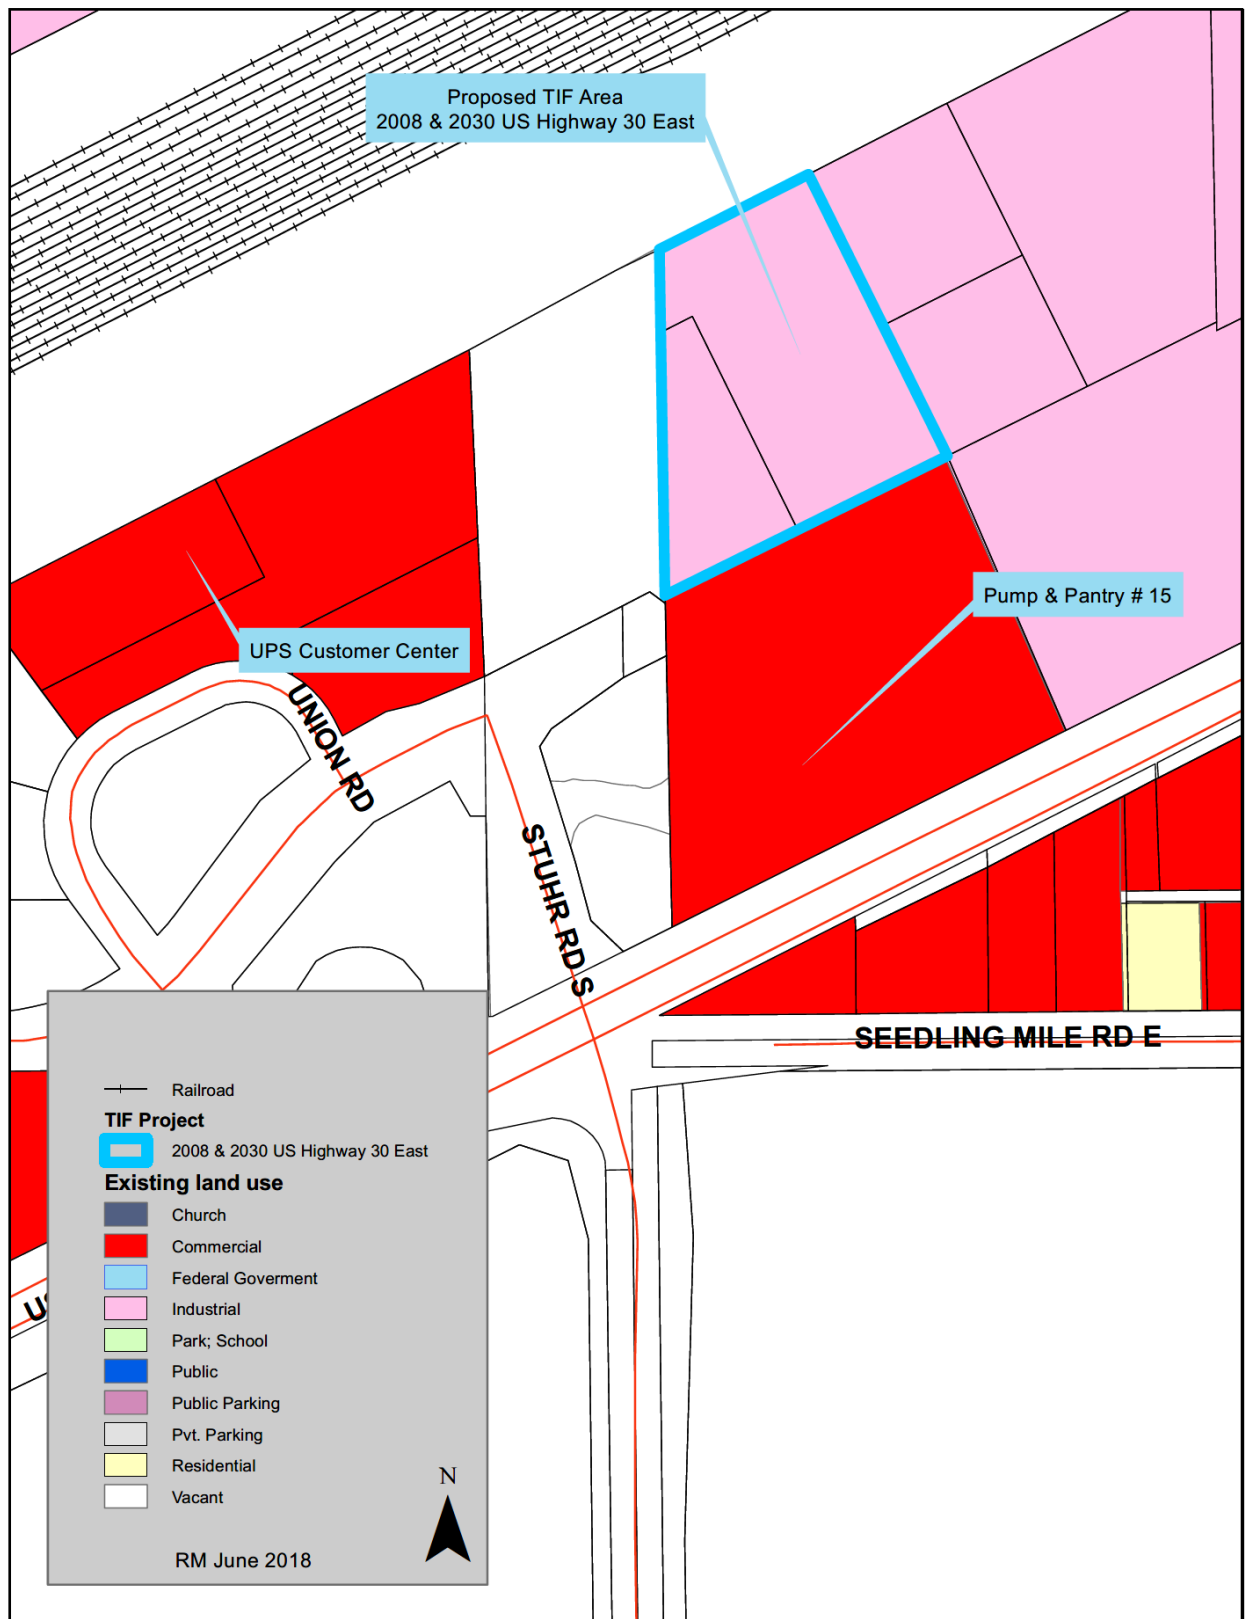 Proposed TIF Area
2008 & 2030 US Highway 30 East
Pump & Pantry # 15
UPS Customer Center
UNION RD
STUHR RD S
SEEDLING MILE RD E
US
Railroad
TIF Project
2008 & 2030 US Highway 30 East
Existing land use
Church
Commercial
Federal Goverment
Industrial
Park; School
Public
Public Parking
Pvt. Parking
Residential
Vacant
N
RM June 2018